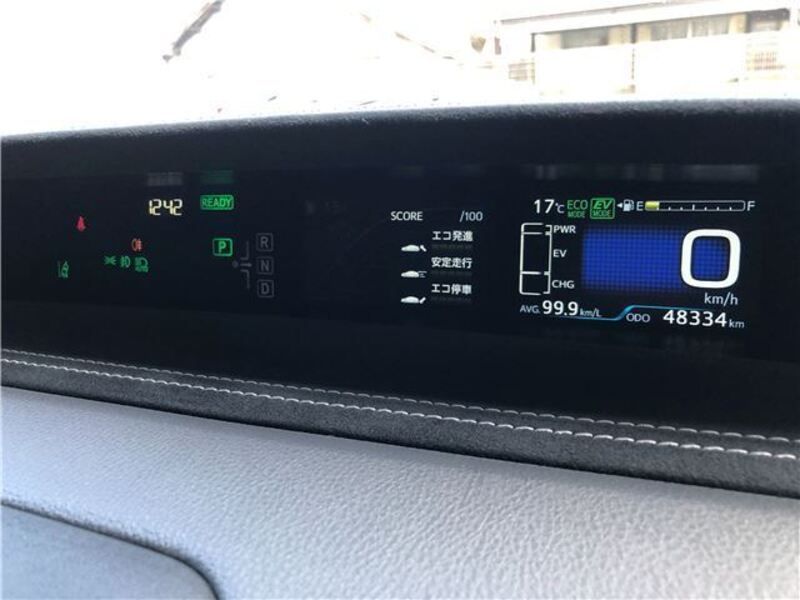 12:42
READY
P
R
N
D
AUTO
SCORE /100
エコ発進
安定走行
エコ停車
17℃ ECO MODE EV MODE E F
PWR
EV
CHG
0
km/h
AVG. 99.9 km/L ODO 48334 km